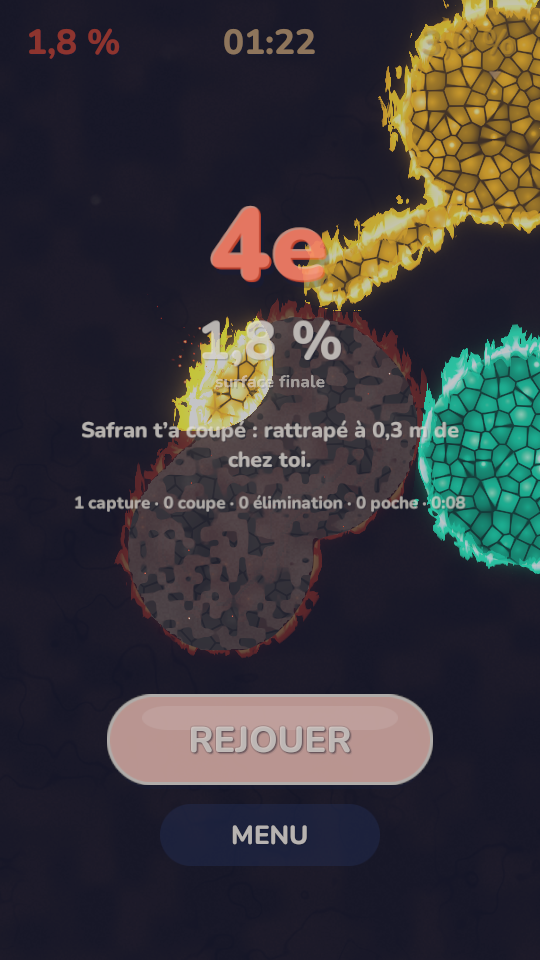 1,8 %
01:22
4e
1,8 %
surface finale
Safran t'a coupé : rattrapé à 0,3 m de
chez toi.
1 capture · 0 coupe · 0 élimination · 0 poche · 0:08
REJOUER
MENU